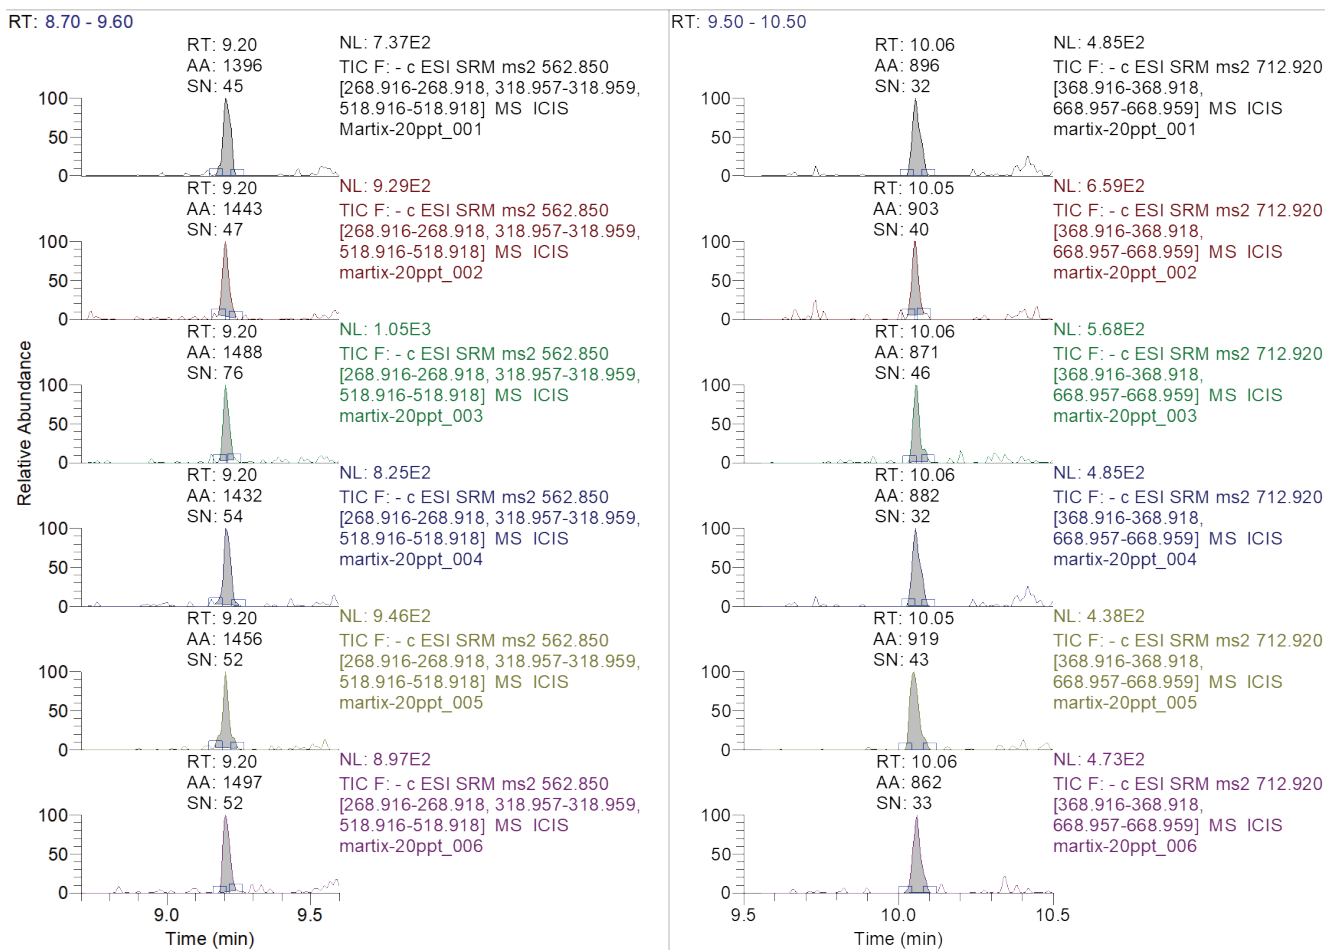 RT: 8.70 - 9.60
RT: 9.20
AA: 1396
SN: 45
NL: 7.37E2
TIC F: - c ESI SRM ms2 562.850
[268.916-268.918, 318.957-318.959,
518.916-518.918] MS ICIS
Martix-20ppt_001
100
50
0
RT: 9.20
AA: 1443
SN: 47
NL: 9.29E2
TIC F: - c ESI SRM ms2 562.850
[268.916-268.918, 318.957-318.959,
518.916-518.918] MS ICIS
martix-20ppt_002
100
50
0
RT: 9.20
AA: 1488
SN: 76
NL: 1.05E3
TIC F: - c ESI SRM ms2 562.850
[268.916-268.918, 318.957-318.959,
518.916-518.918] MS ICIS
martix-20ppt_003
100
50
0
Relative Abundance
RT: 9.20
AA: 1432
SN: 54
NL: 8.25E2
TIC F: - c ESI SRM ms2 562.850
[268.916-268.918, 318.957-318.959,
518.916-518.918] MS ICIS
martix-20ppt_004
100
50
0
RT: 9.20
AA: 1456
SN: 52
NL: 9.46E2
TIC F: - c ESI SRM ms2 562.850
[268.916-268.918, 318.957-318.959,
518.916-518.918] MS ICIS
martix-20ppt_005
100
50
0
RT: 9.20
AA: 1497
SN: 52
NL: 8.97E2
TIC F: - c ESI SRM ms2 562.850
[268.916-268.918, 318.957-318.959,
518.916-518.918] MS ICIS
martix-20ppt_006
100
50
0
9.0 9.5
Time (min)
RT: 9.50 - 10.50
RT: 10.06
AA: 896
SN: 32
NL: 4.85E2
TIC F: - c ESI SRM ms2 712.920
[368.916-368.918,
668.957-668.959] MS ICIS
martix-20ppt_001
100
50
0
RT: 10.05
AA: 903
SN: 40
NL: 6.59E2
TIC F: - c ESI SRM ms2 712.920
[368.916-368.918,
668.957-668.959] MS ICIS
martix-20ppt_002
100
50
0
RT: 10.06
AA: 871
SN: 46
NL: 5.68E2
TIC F: - c ESI SRM ms2 712.920
[368.916-368.918,
668.957-668.959] MS ICIS
martix-20ppt_003
100
50
0
RT: 10.06
AA: 882
SN: 32
NL: 4.85E2
TIC F: - c ESI SRM ms2 712.920
[368.916-368.918,
668.957-668.959] MS ICIS
martix-20ppt_004
100
50
0
RT: 10.05
AA: 919
SN: 43
NL: 4.38E2
TIC F: - c ESI SRM ms2 712.920
[368.916-368.918,
668.957-668.959] MS ICIS
martix-20ppt_005
100
50
0
RT: 10.06
AA: 862
SN: 33
NL: 4.73E2
TIC F: - c ESI SRM ms2 712.920
[368.916-368.918,
668.957-668.959] MS ICIS
martix-20ppt_006
100
50
0
9.5 10.0 10.5
Time (min)